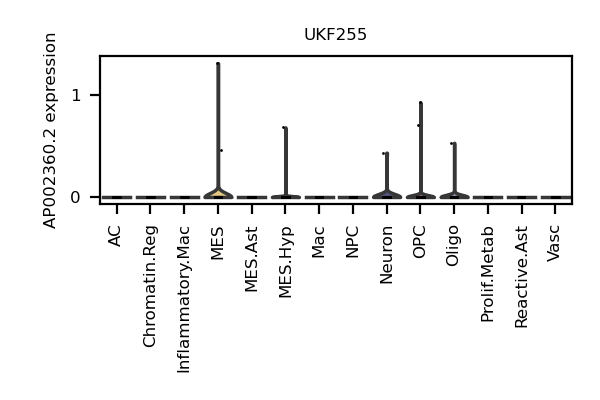 UKF255
AP002360.2 expression
1
0
AC
Chromatin.Reg
Inflammatory.Mac
MES
MES.Ast
MES.Hyp
Mac
NPC
Neuron
OPC
Oligo
Prolif.Metab
Reactive.Ast
Vasc